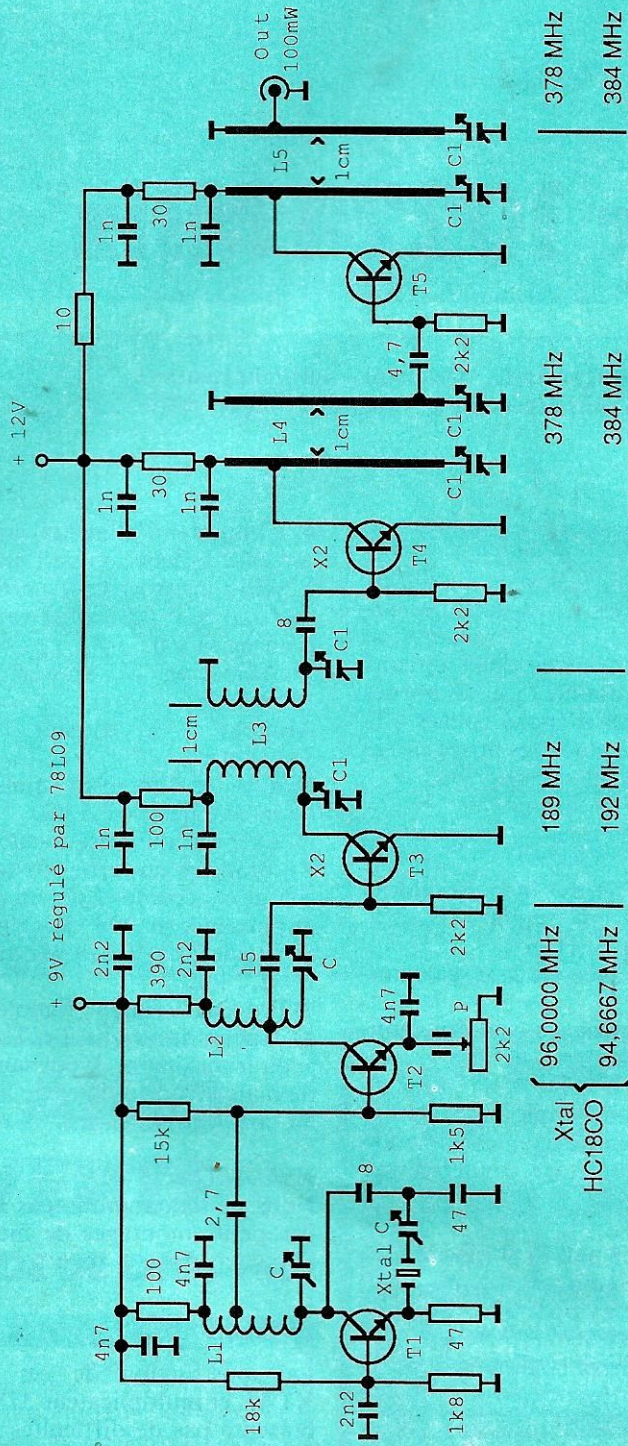 + 12V
+ 9V régulé par 78L09
4n7
100
4n7
18k
2n2
1k8
L1
C
2,7
T1
47
Xtal C
8
47
15k
1k5
2n2
390
2n2
L2
15
C
T2
4n7
P
2k2
1n
100
1n
1cm
L3
C1
C1
X2
T3
2k2
8
X2
T4
2k2
1n
30
1n
L4
1cm
C1
C1
4,7
2k2
10
1n
30
1n
T5
L5
1cm
C1
C1
Out
100mW
Xtal
HC18CO
96,0000 MHz 189 MHz 378 MHz 378 MHz
94,6667 MHz 192 MHz 384 MHz 384 MHz